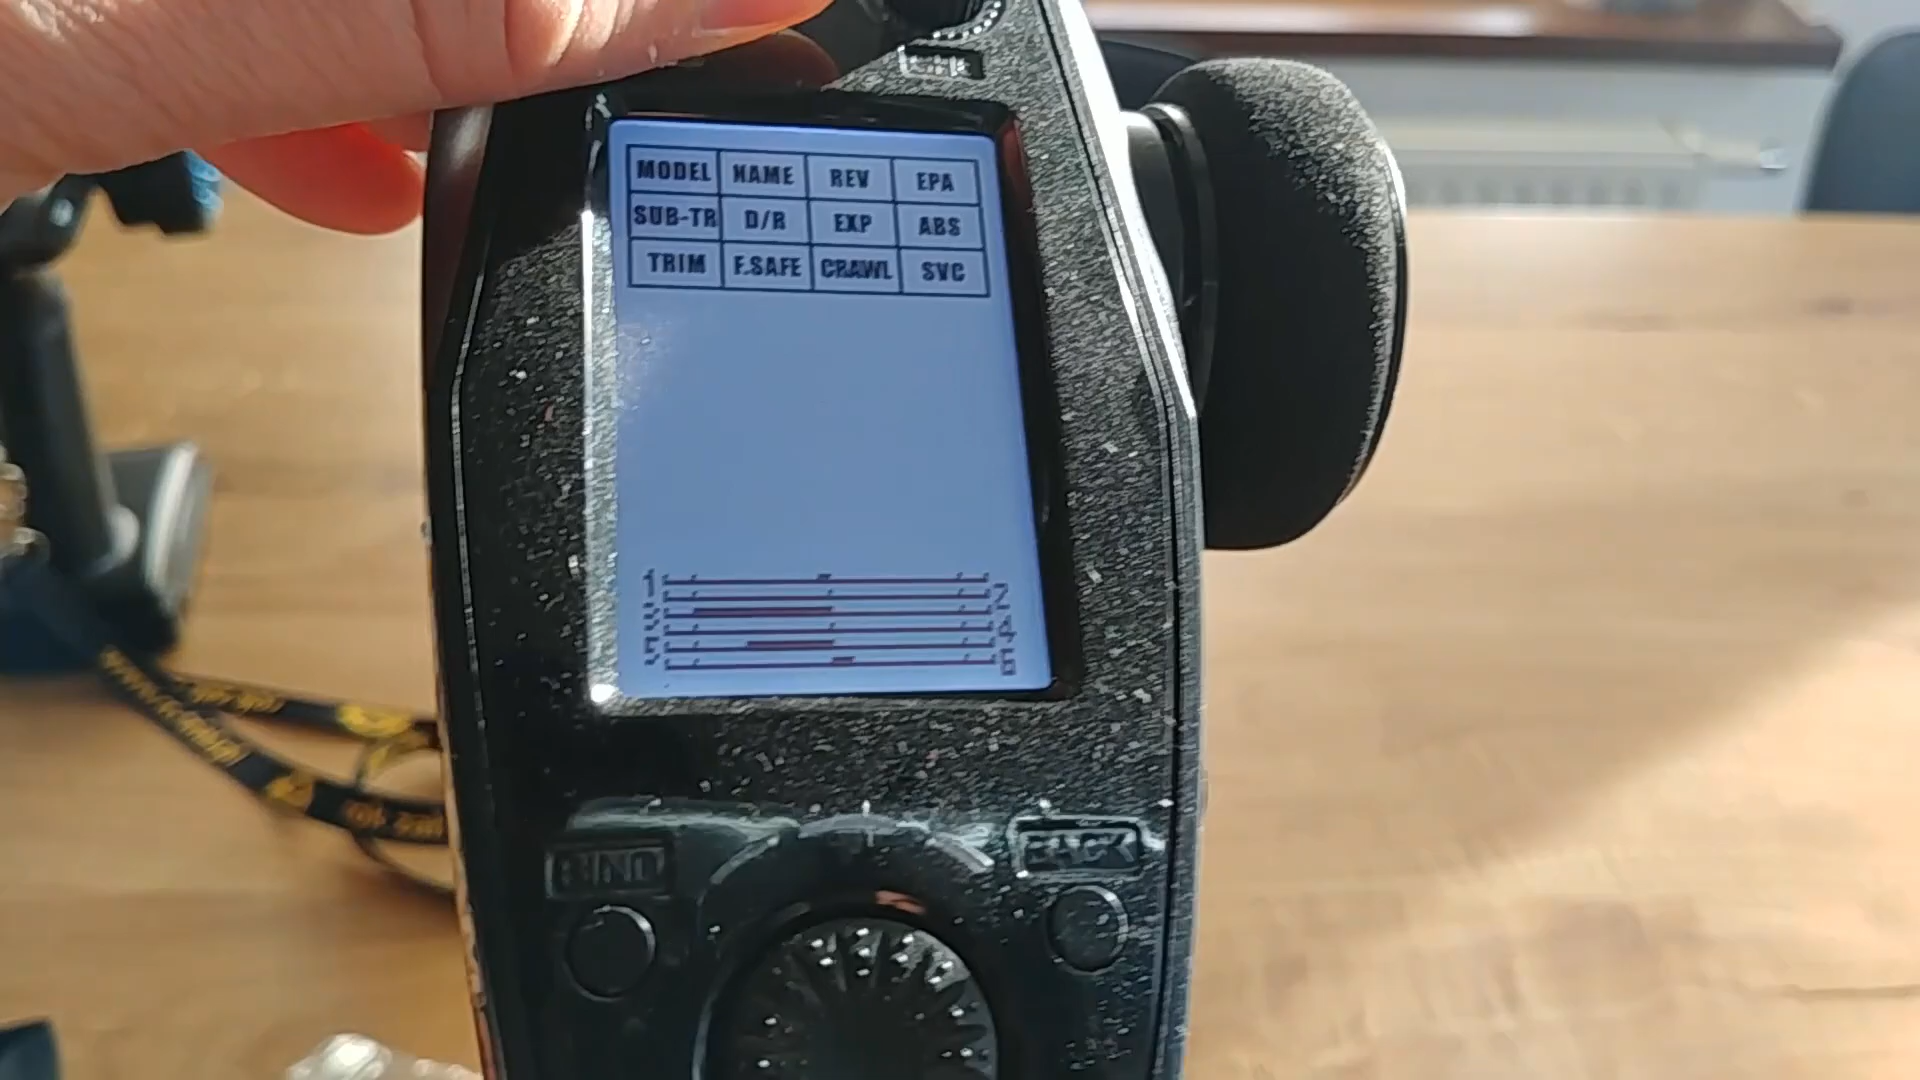 MODEL NAME REV EPA
SUB-TR D/R EXP ABS
TRIM F.SAFE CRAWL SVC
1
2
3
4
5
6
BIND
BACK